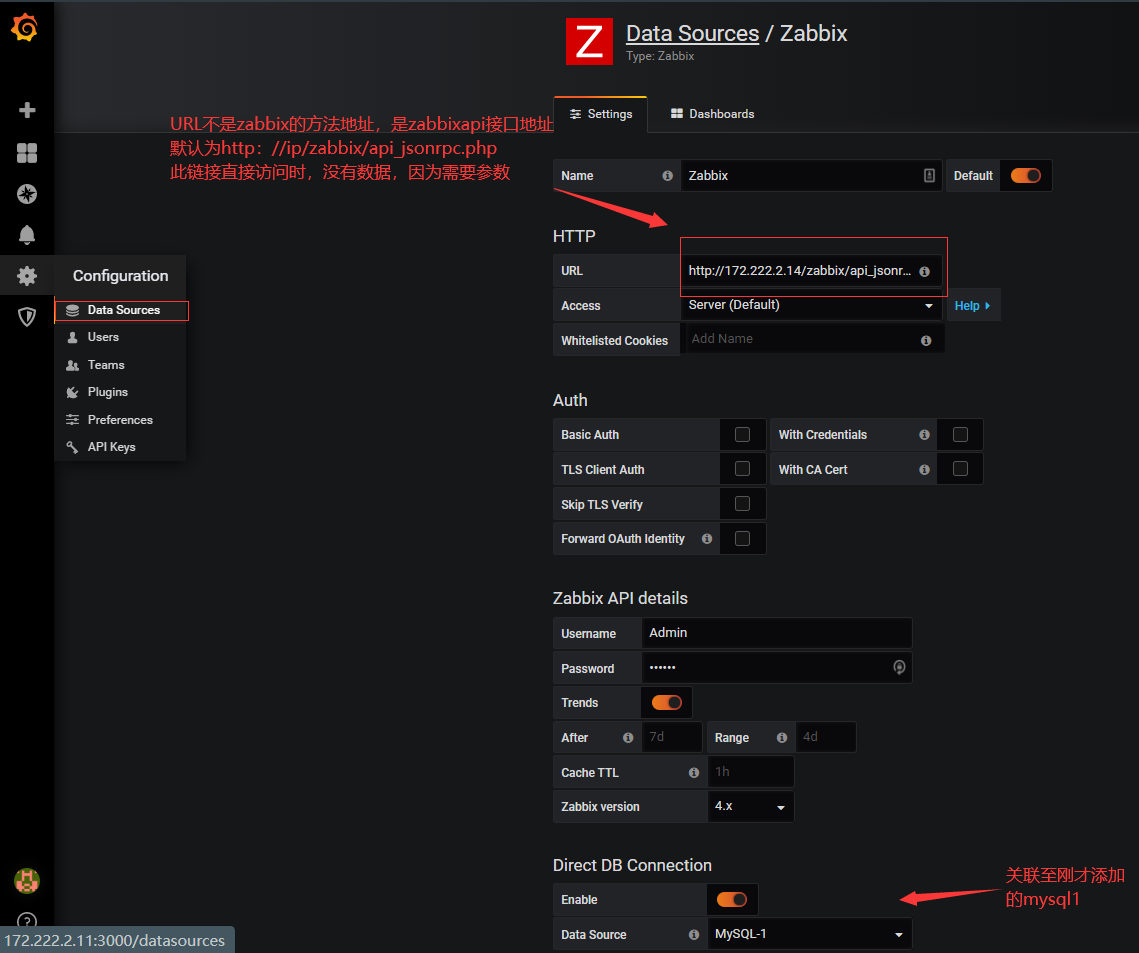 Z
Data Sources / Zabbix
Type: Zabbix
Settings
Dashboards
URL不是zabbix的方法地址，是zabbixapi接口地址
默认为http：//ip/zabbix/api_jsonrpc.php
此链接直接访问时，没有数据，因为需要参数
Name
Zabbix
Default
HTTP
URL
http://172.222.2.14/zabbix/api_jsonr...
Access
Server (Default)
Help
Whitelisted Cookies
Add Name
Configuration
Data Sources
Users
Teams
Plugins
Preferences
API Keys
Auth
Basic Auth
With Credentials
TLS Client Auth
With CA Cert
Skip TLS Verify
Forward OAuth Identity
Zabbix API details
Username
Admin
Password
••••••
Trends
After
7d
Range
4d
Cache TTL
1h
Zabbix version
4.x
Direct DB Connection
Enable
关联至刚才添加
的mysql1
Data Source
MySQL-1
172.222.2.11:3000/datasources